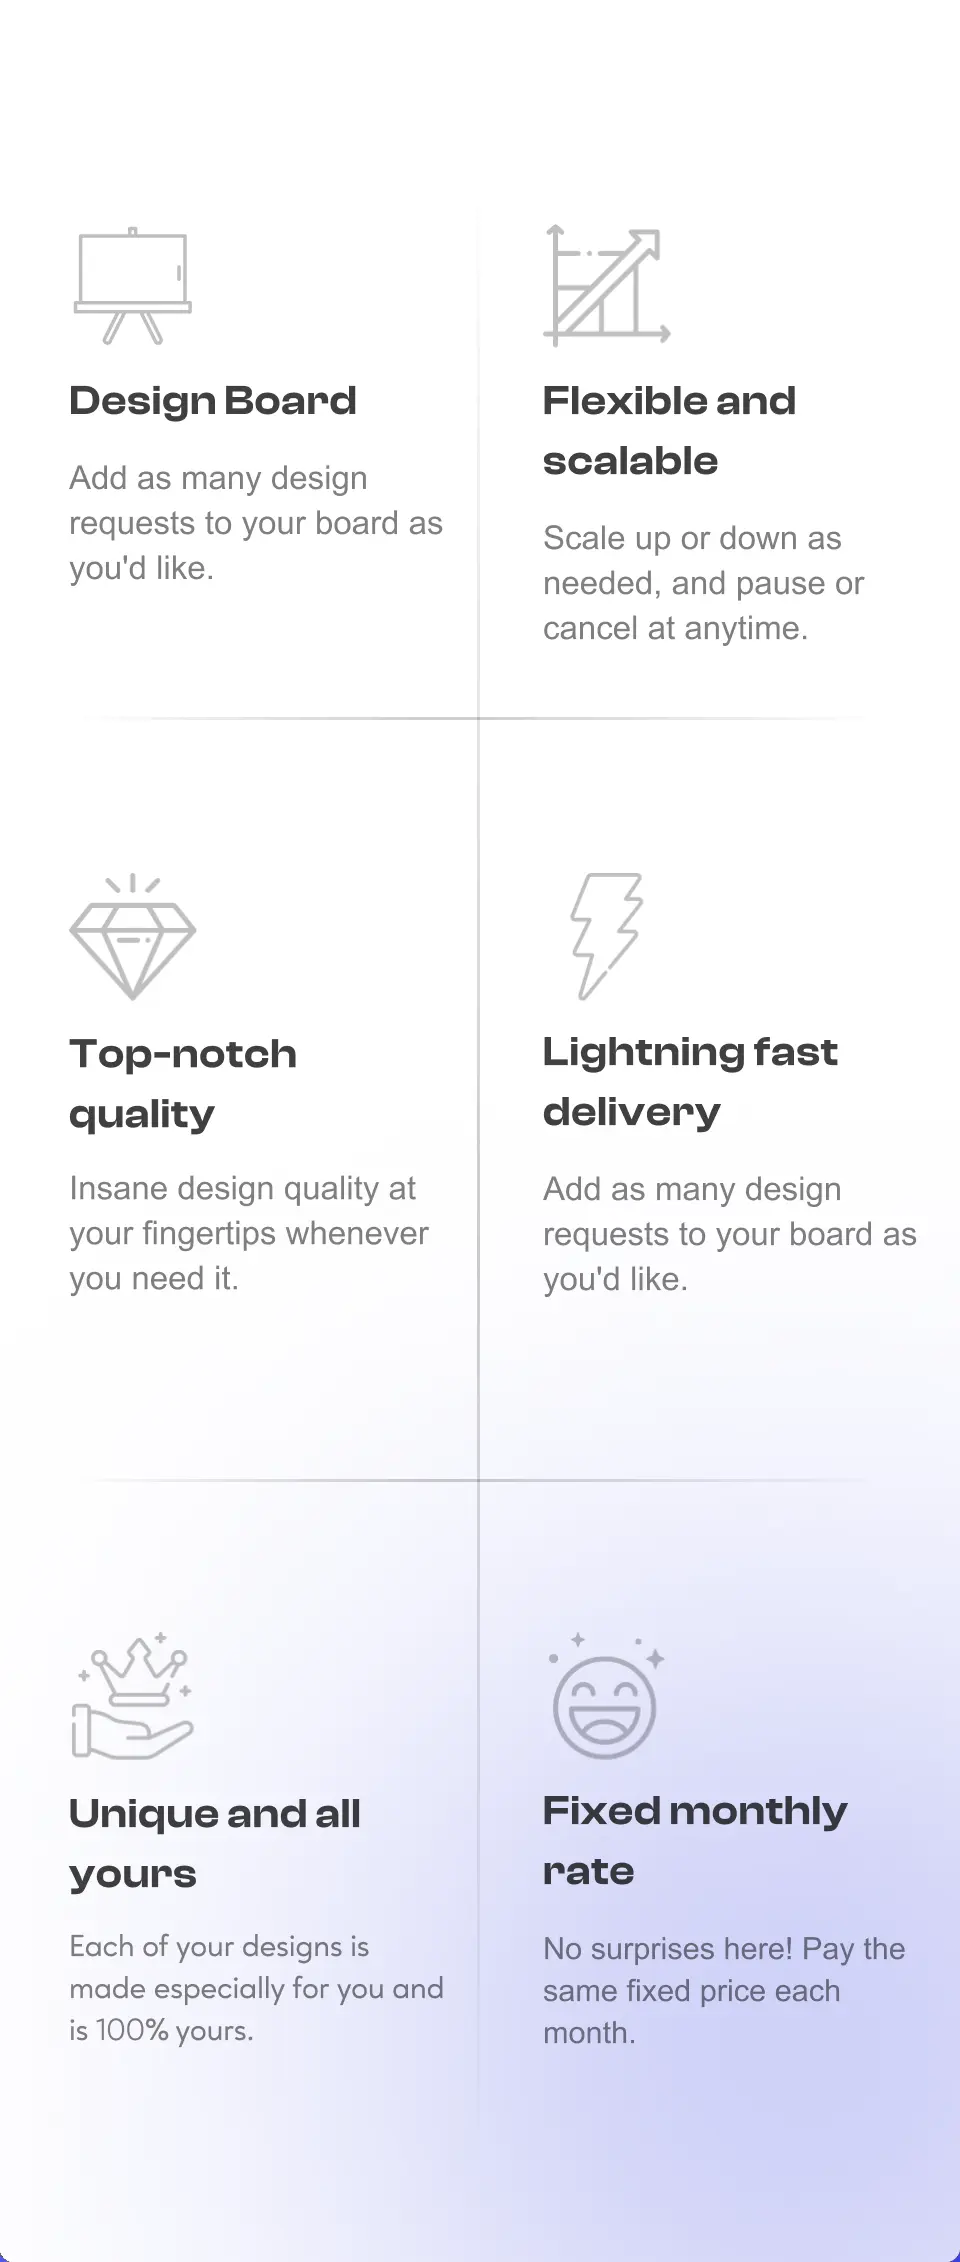 Design Board
Add as many design
requests to your board as
you'd like.
Flexible and
scalable
Scale up or down as
needed, and pause or
cancel at anytime.
Top-notch
quality
Insane design quality at
your fingertips whenever
you need it.
Lightning fast
delivery
Add as many design
requests to your board as
you'd like.
Unique and all
yours
Each of your designs is
made especially for you and
is 100% yours.
Fixed monthly
rate
No surprises here! Pay the
same fixed price each
month.